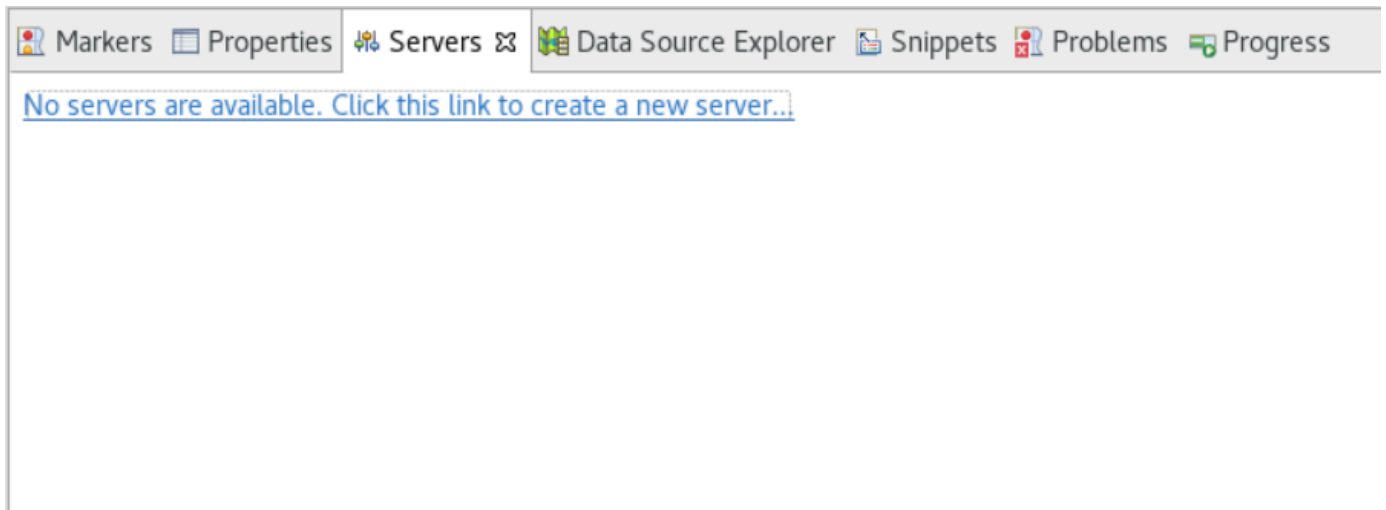 Markers Properties Servers Data Source Explorer Snippets Problems Progress
No servers are available. Click this link to create a new server...